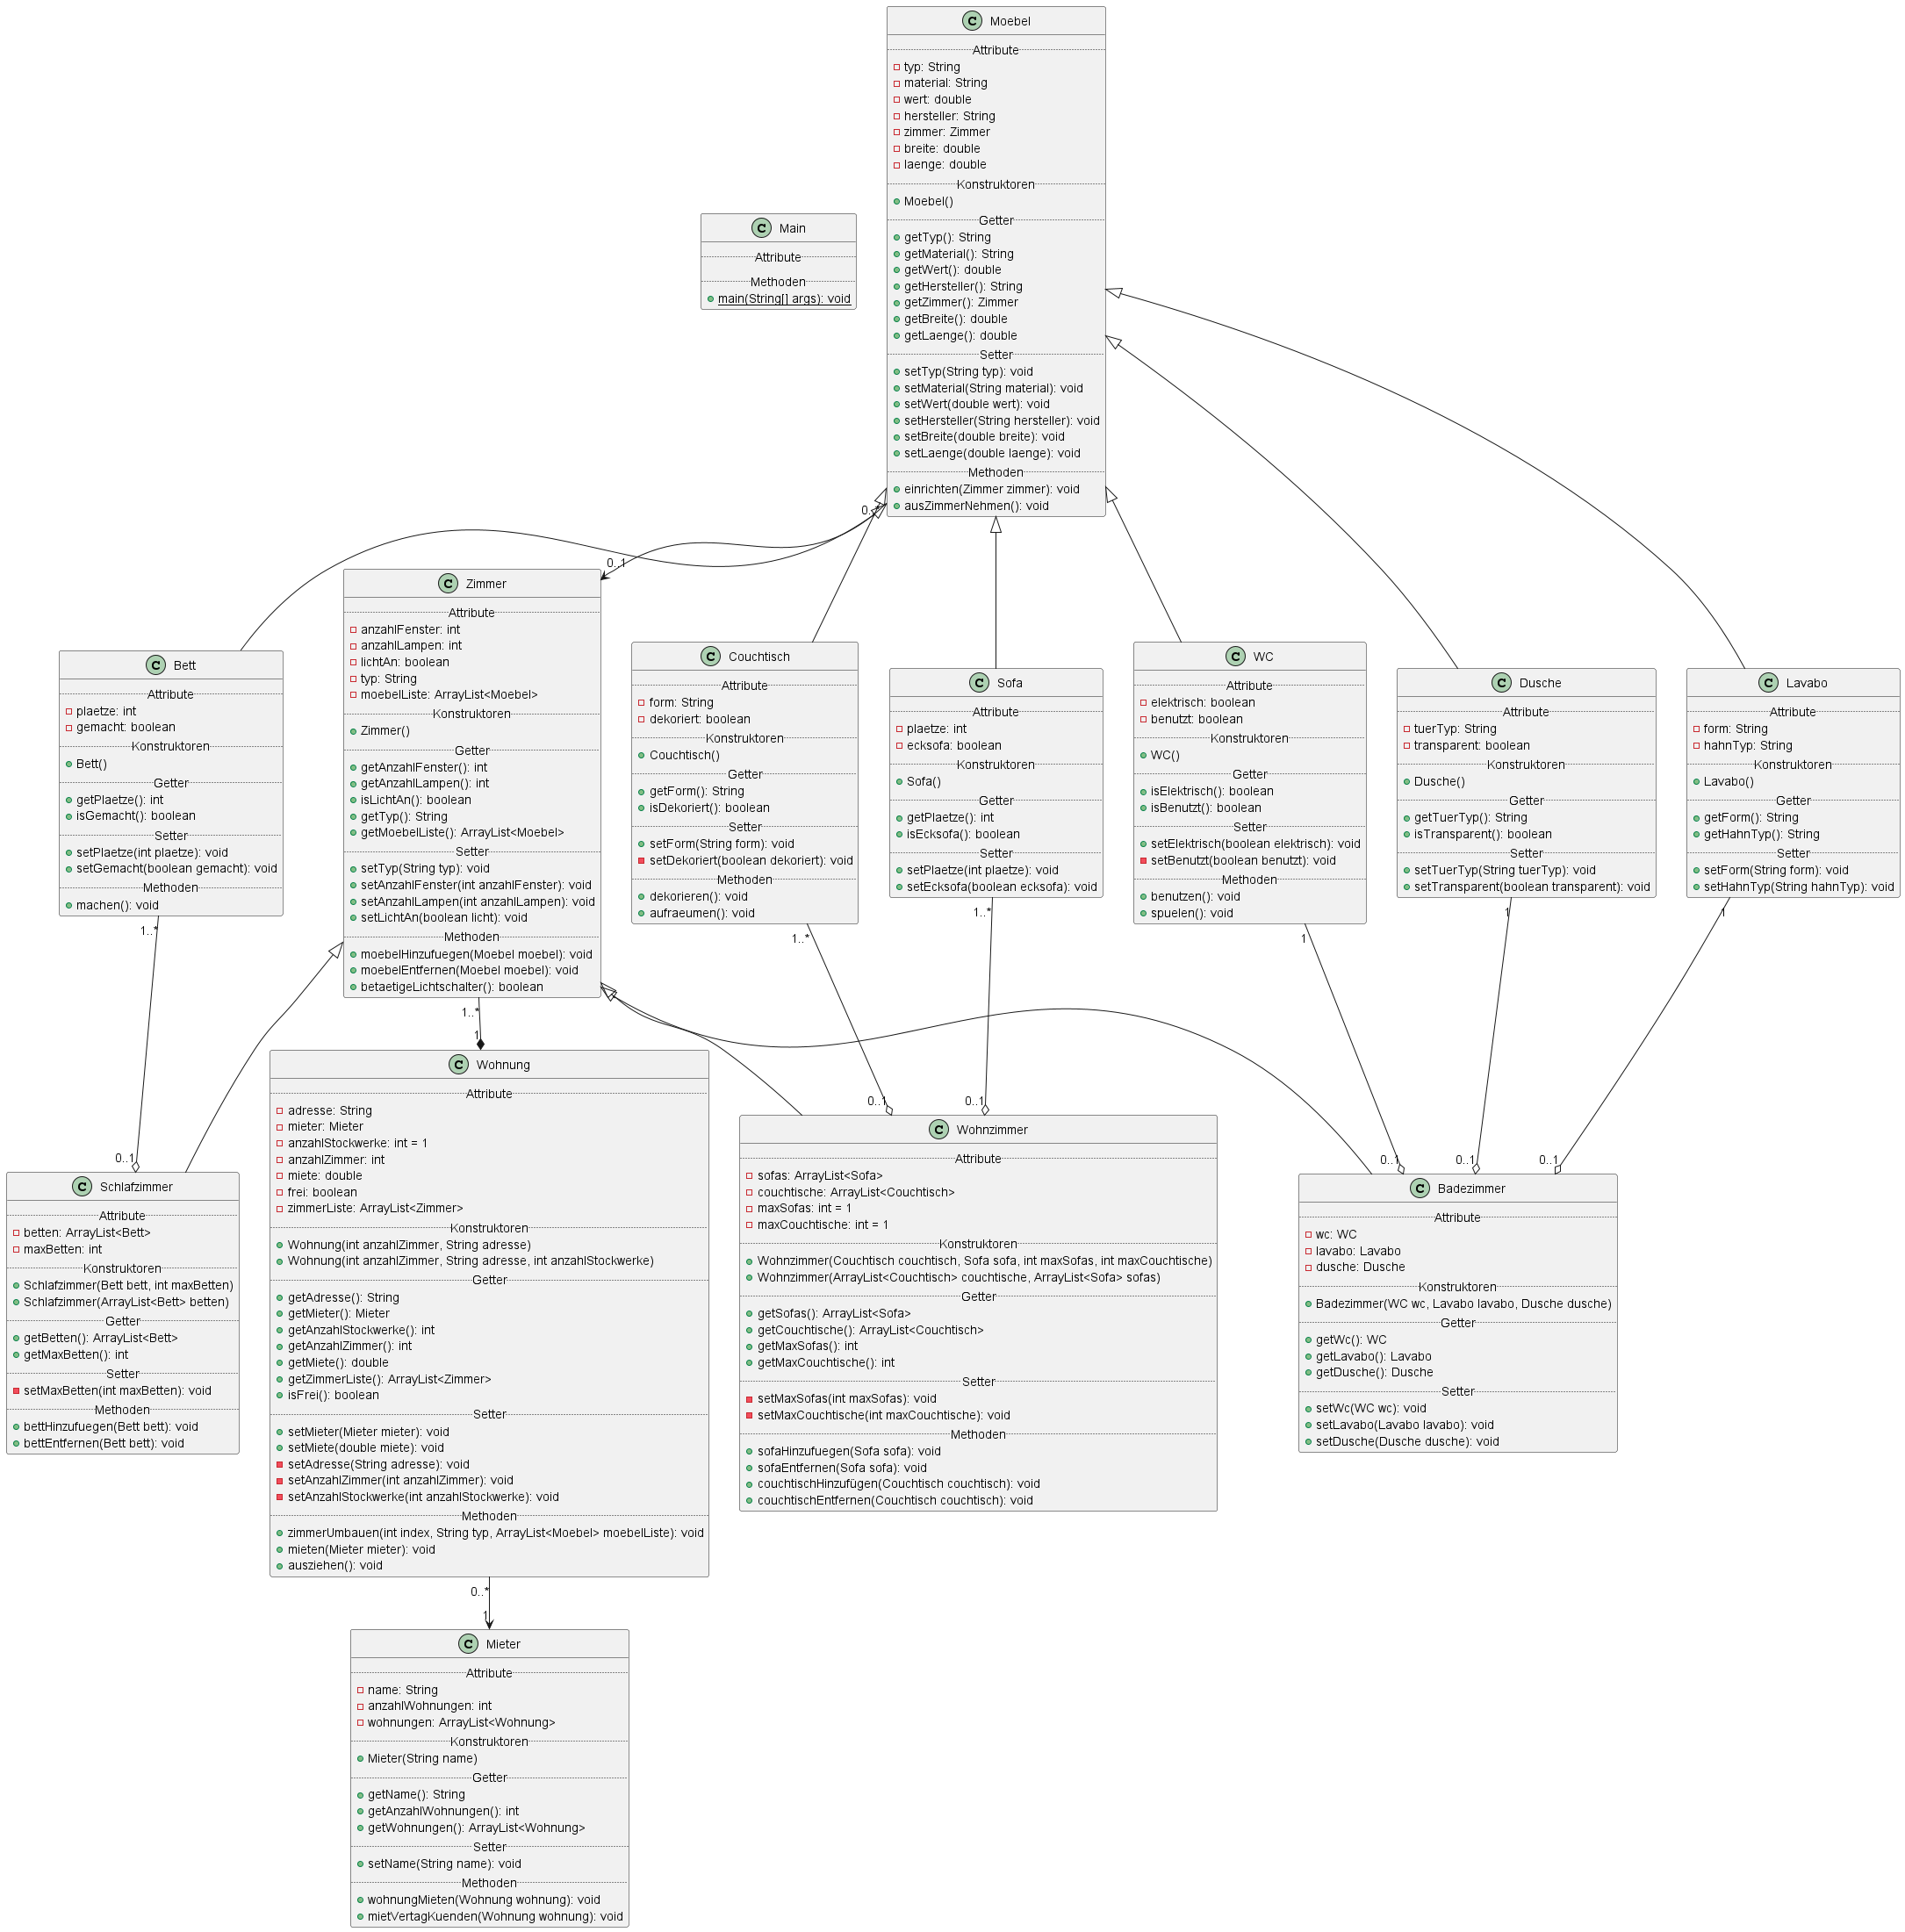 C Moebel
Attribute
typ: String
material: String
wert: double
hersteller: String
zimmer: Zimmer
breite: double
laenge: double
Konstruktoren
Moebel()
Getter
getTyp(): String
getMaterial(): String
getWert(): double
getHersteller(): String
getZimmer(): Zimmer
getBreite(): double
getLaenge(): double
Setter
setTyp(String typ): void
setMaterial(String material): void
setWert(double wert): void
setHersteller(String hersteller): void
setBreite(double breite): void
setLaenge(double laenge): void
Methoden
einrichten(Zimmer zimmer): void
ausZimmerNehmen(): void
C Main
Attribute
Methoden
main(String[] args): void
0..1
C Bett
Attribute
plaetze: int
gemacht: boolean
Konstruktoren
Bett()
Getter
getPlaetze(): int
isGemacht(): boolean
Setter
setPlaetze(int plaetze): void
setGemacht(boolean gemacht): void
Methoden
machen(): void
1..*
C Zimmer
Attribute
anzahlFenster: int
anzahlLampen: int
lichtAn: boolean
typ: String
moebelListe: ArrayList<Moebel>
Konstruktoren
Zimmer()
Getter
getAnzahlFenster(): int
getAnzahlLampen(): int
isLichtAn(): boolean
getTyp(): String
getMoebelListe(): ArrayList<Moebel>
Setter
setTyp(String typ): void
setAnzahlFenster(int anzahlFenster): void
setAnzahlLampen(int anzahlLampen): void
setLichtAn(boolean licht): void
Methoden
moebelHinzufuegen(Moebel moebel): void
moebelEntfernen(Moebel moebel): void
betaetigeLichtschalter(): boolean
1..*
1
C Couchtisch
Attribute
form: String
dekoriert: boolean
Konstruktoren
Couchtisch()
Getter
getForm(): String
isDekoriert(): boolean
Setter
setForm(String form): void
setDekoriert(boolean dekoriert): void
Methoden
dekorieren(): void
aufraeumen(): void
1..*
C Sofa
Attribute
plaetze: int
ecksofa: boolean
Konstruktoren
Sofa()
Getter
getPlaetze(): int
isEcksofa(): boolean
Setter
setPlaetze(int plaetze): void
setEcksofa(boolean ecksofa): void
1..*
C WC
Attribute
elektrisch: boolean
benutzt: boolean
Konstruktoren
WC()
Getter
isElektrisch(): boolean
isBenutzt(): boolean
Setter
setElektrisch(boolean elektrisch): void
setBenutzt(boolean benutzt): void
Methoden
benutzen(): void
spuelen(): void
1
C Dusche
Attribute
tuerTyp: String
transparent: boolean
Konstruktoren
Dusche()
Getter
getTuerTyp(): String
isTransparent(): boolean
Setter
setTuerTyp(String tuerTyp): void
setTransparent(boolean transparent): void
1
C Lavabo
Attribute
form: String
hahnTyp: String
Konstruktoren
Lavabo()
Getter
getForm(): String
getHahnTyp(): String
Setter
setForm(String form): void
setHahnTyp(String hahnTyp): void
1
0..1
C Schlafzimmer
Attribute
betten: ArrayList<Bett>
maxBetten: int
Konstruktoren
Schlafzimmer(Bett bett, int maxBetten)
Schlafzimmer(ArrayList<Bett> betten)
Getter
getBetten(): ArrayList<Bett>
getMaxBetten(): int
Setter
setMaxBetten(int maxBetten): void
Methoden
bettHinzufuegen(Bett bett): void
bettEntfernen(Bett bett): void
C Wohnung
Attribute
adresse: String
mieter: Mieter
anzahlStockwerke: int = 1
anzahlZimmer: int
miete: double
frei: boolean
zimmerListe: ArrayList<Zimmer>
Konstruktoren
Wohnung(int anzahlZimmer, String adresse)
Wohnung(int anzahlZimmer, String adresse, int anzahlStockwerke)
Getter
getAdresse(): String
getMieter(): Mieter
getAnzahlStockwerke(): int
getAnzahlZimmer(): int
getMiete(): double
getZimmerListe(): ArrayList<Zimmer>
isFrei(): boolean
Setter
setMieter(Mieter mieter): void
setMiete(double miete): void
setAdresse(String adresse): void
setAnzahlZimmer(int anzahlZimmer): void
setAnzahlStockwerke(int anzahlStockwerke): void
Methoden
zimmerUmbauen(int index, String typ, ArrayList<Moebel> moebelListe): void
mieten(Mieter mieter): void
ausziehen(): void
0..*
1
0..1
0..1
C Wohnzimmer
Attribute
sofas: ArrayList<Sofa>
couchtische: ArrayList<Couchtisch>
maxSofas: int = 1
maxCouchtische: int = 1
Konstruktoren
Wohnzimmer(Couchtisch couchtisch, Sofa sofa, int maxSofas, int maxCouchtische)
Wohnzimmer(ArrayList<Couchtisch> couchtische, ArrayList<Sofa> sofas)
Getter
getSofas(): ArrayList<Sofa>
getCouchtische(): ArrayList<Couchtisch>
getMaxSofas(): int
getMaxCouchtische(): int
Setter
setMaxSofas(int maxSofas): void
setMaxCouchtische(int maxCouchtische): void
Methoden
sofaHinzufuegen(Sofa sofa): void
sofaEntfernen(Sofa sofa): void
couchtischHinzufügen(Couchtisch couchtisch): void
couchtischEntfernen(Couchtisch couchtisch): void
0..1
0..1
0..1
C Badezimmer
Attribute
wc: WC
lavabo: Lavabo
dusche: Dusche
Konstruktoren
Badezimmer(WC wc, Lavabo lavabo, Dusche dusche)
Getter
getWc(): WC
getLavabo(): Lavabo
getDusche(): Dusche
Setter
setWc(WC wc): void
setLavabo(Lavabo lavabo): void
setDusche(Dusche dusche): void
C Mieter
Attribute
name: String
anzahlWohnungen: int
wohnungen: ArrayList<Wohnung>
Konstruktoren
Mieter(String name)
Getter
getName(): String
getAnzahlWohnungen(): int
getWohnungen(): ArrayList<Wohnung>
Setter
setName(String name): void
Methoden
wohnungMieten(Wohnung wohnung): void
mietVertagKuenden(Wohnung wohnung): void